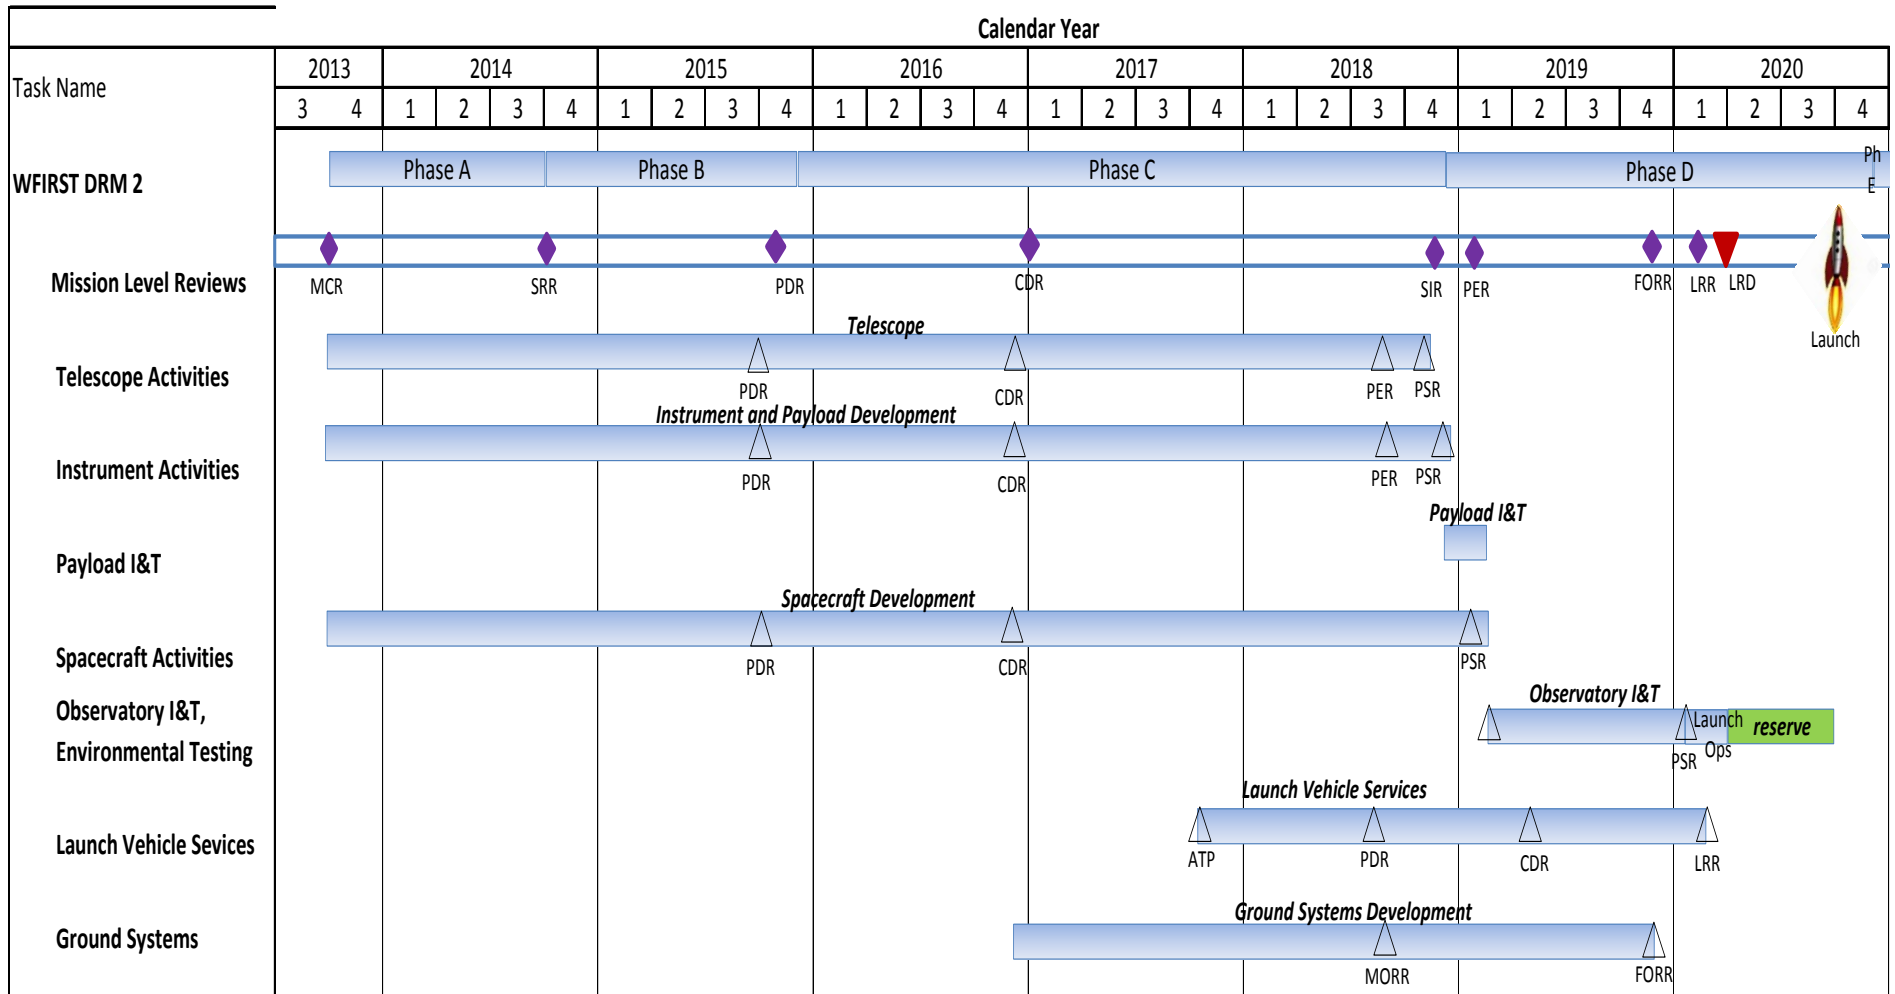 Calendar Year
Task Name
2013 2014 2015 2016 2017 2018 2019 2020
3 4 1 2 3 4 1 2 3 4 1 2 3 4 1 2 3 4 1 2 3 4 1 2 3 4 1 2 3 4
WFIRST DRM 2
Phase A Phase B Phase C Phase D Ph
E
Mission Level Reviews
MCR SRR PDR CDR SIR PER FORR LRR LRD
Launch
Telescope
Telescope Activities
PDR CDR PER PSR
Instrument and Payload Development
Instrument Activities
PDR CDR PER PSR
Payload I&T
Payload I&T
Spacecraft Development
Spacecraft Activities
PDR CDR PSR
Observatory I&T
Observatory I&T,
Environmental Testing
Launch
Ops
reserve
PSR
Launch Vehicle Services
Launch Vehicle Sevices
ATP PDR CDR LRR
Ground Systems Development
Ground Systems
MORR FORR